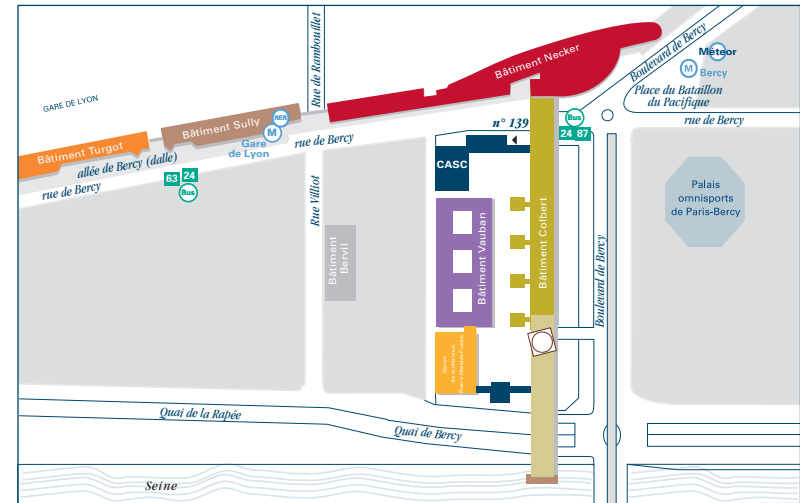 Rue de Rambouillet
Boulevard de Bercy
Météor
M
Bercy
Bâtiment Necker
Place du Bataillon
du Pacifique
GARE DE LYON
RER
Bâtiment Sully
M
Gare
de Lyon
n° 139
Bus
24 87
rue de Bercy
rue de Bercy
Bâtiment Turgot
allée de Bercy (dalle)
rue de Bercy
63 24
Bus
CASC
Rue Villiot
Palais
omnisports
de Paris-Bercy
Bâtiment
Bervil
Bâtiment Vauban
Bâtiment Colbert
Boulevard de Bercy
Quai de la Rapée
Quai de Bercy
Seine